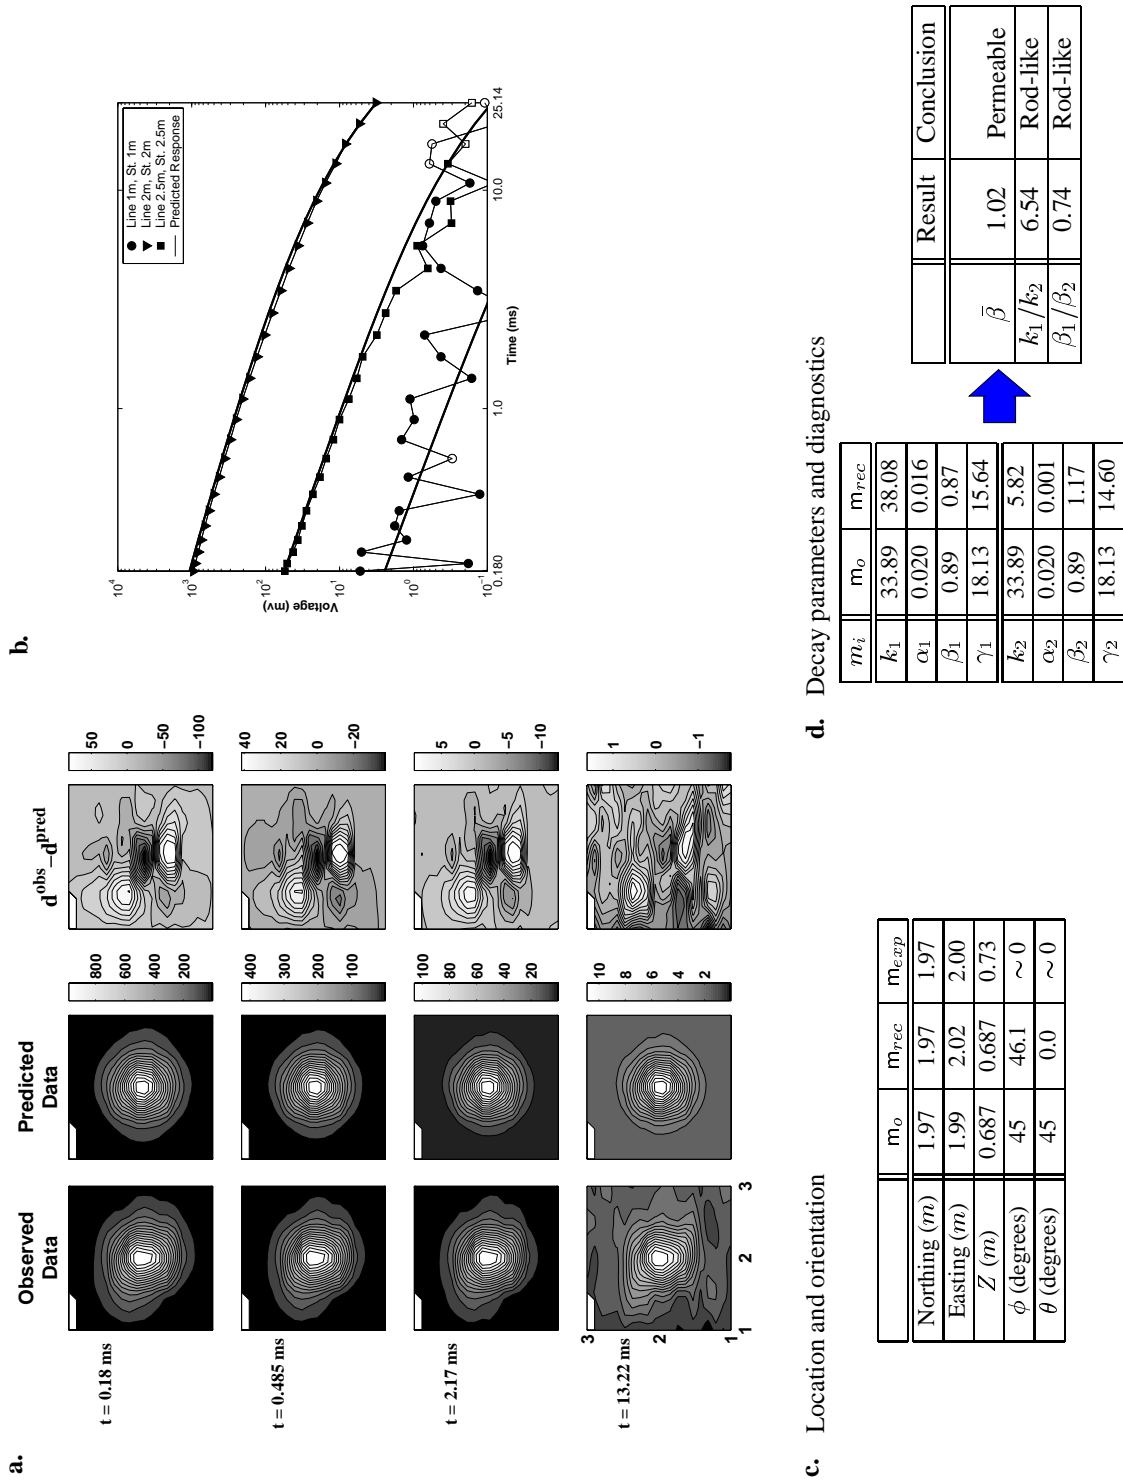 a.
Observed Data
Predicted Data
d^obs−d^pred
t = 0.18 ms
800
600
400
200
50
0
−50
−100
t = 0.485 ms
400
300
200
100
40
20
0
−20
t = 2.17 ms
100
80
60
40
20
5
0
−5
−10
t = 13.22 ms
3
2
1
1
2
3
10
8
6
4
2
1
0
−1
b.
Voltage (mv)
10^4
10^3
10^2
10^1
10^0
10^-1
0.180
1.0
10.0
25.14
Time (ms)
Line 1m, St. 1m
Line 2m, St. 2m
Line 2.5m, St. 2.5m
Predicted Response
c. Location and orientation
m_o m_rec m_exp
Northing (m) 1.97 1.97 1.97
Easting (m) 1.99 2.02 2.00
Z (m) 0.687 0.687 0.73
ϕ (degrees) 45 46.1 ∼ 0
θ (degrees) 45 0.0 ∼ 0
d. Decay parameters and diagnostics
m_i m_o m_rec
k_1 33.89 38.08
α_1 0.020 0.016
β_1 0.89 0.87
γ_1 18.13 15.64
k_2 33.89 5.82
α_2 0.020 0.001
β_2 0.89 1.17
γ_2 18.13 14.60
Result Conclusion
β̄ 1.02 Permeable
k_1/k_2 6.54 Rod-like
β_1/β_2 0.74 Rod-like